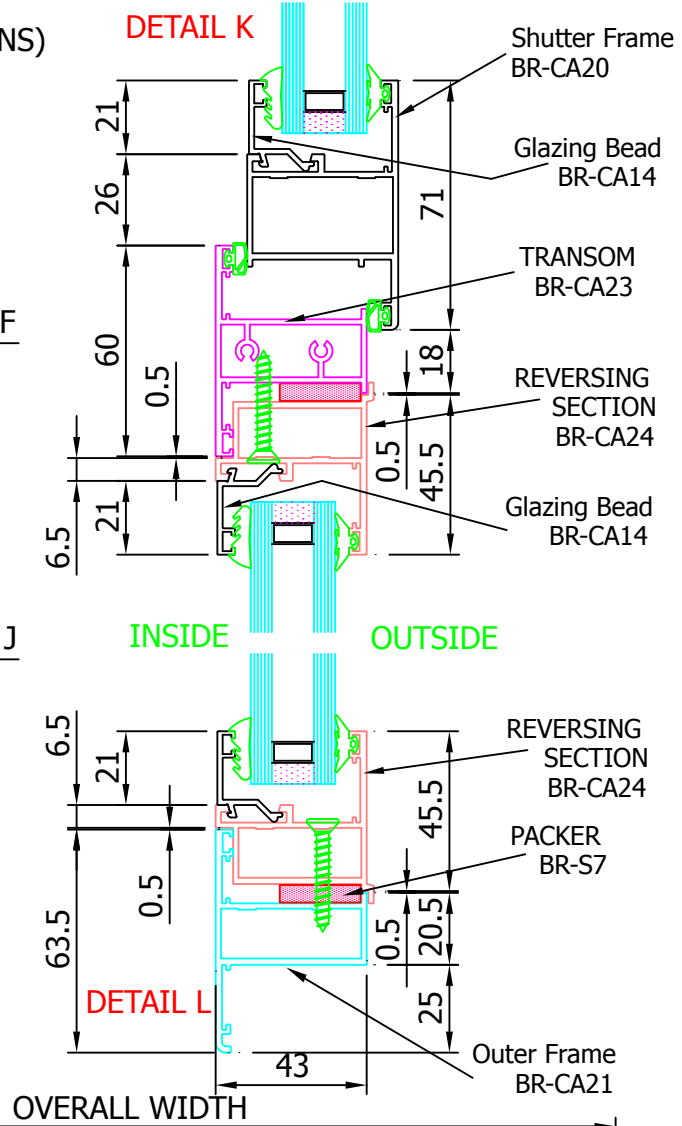 NS)
DETAIL K
Shutter Frame
BR-CA20
21
Glazing Bead
BR-CA14
26
71
TRANSOM
BR-CA23
F
60
18
0.5
REVERSING
SECTION
BR-CA24
0.5
45.5
6.5
21
Glazing Bead
BR-CA14
J
INSIDE
OUTSIDE
6.5
21
REVERSING
SECTION
BR-CA24
45.5
PACKER
BR-S7
0.5
63.5
0.5
20.5
DETAIL L
25
43
Outer Frame
BR-CA21
OVERALL WIDTH